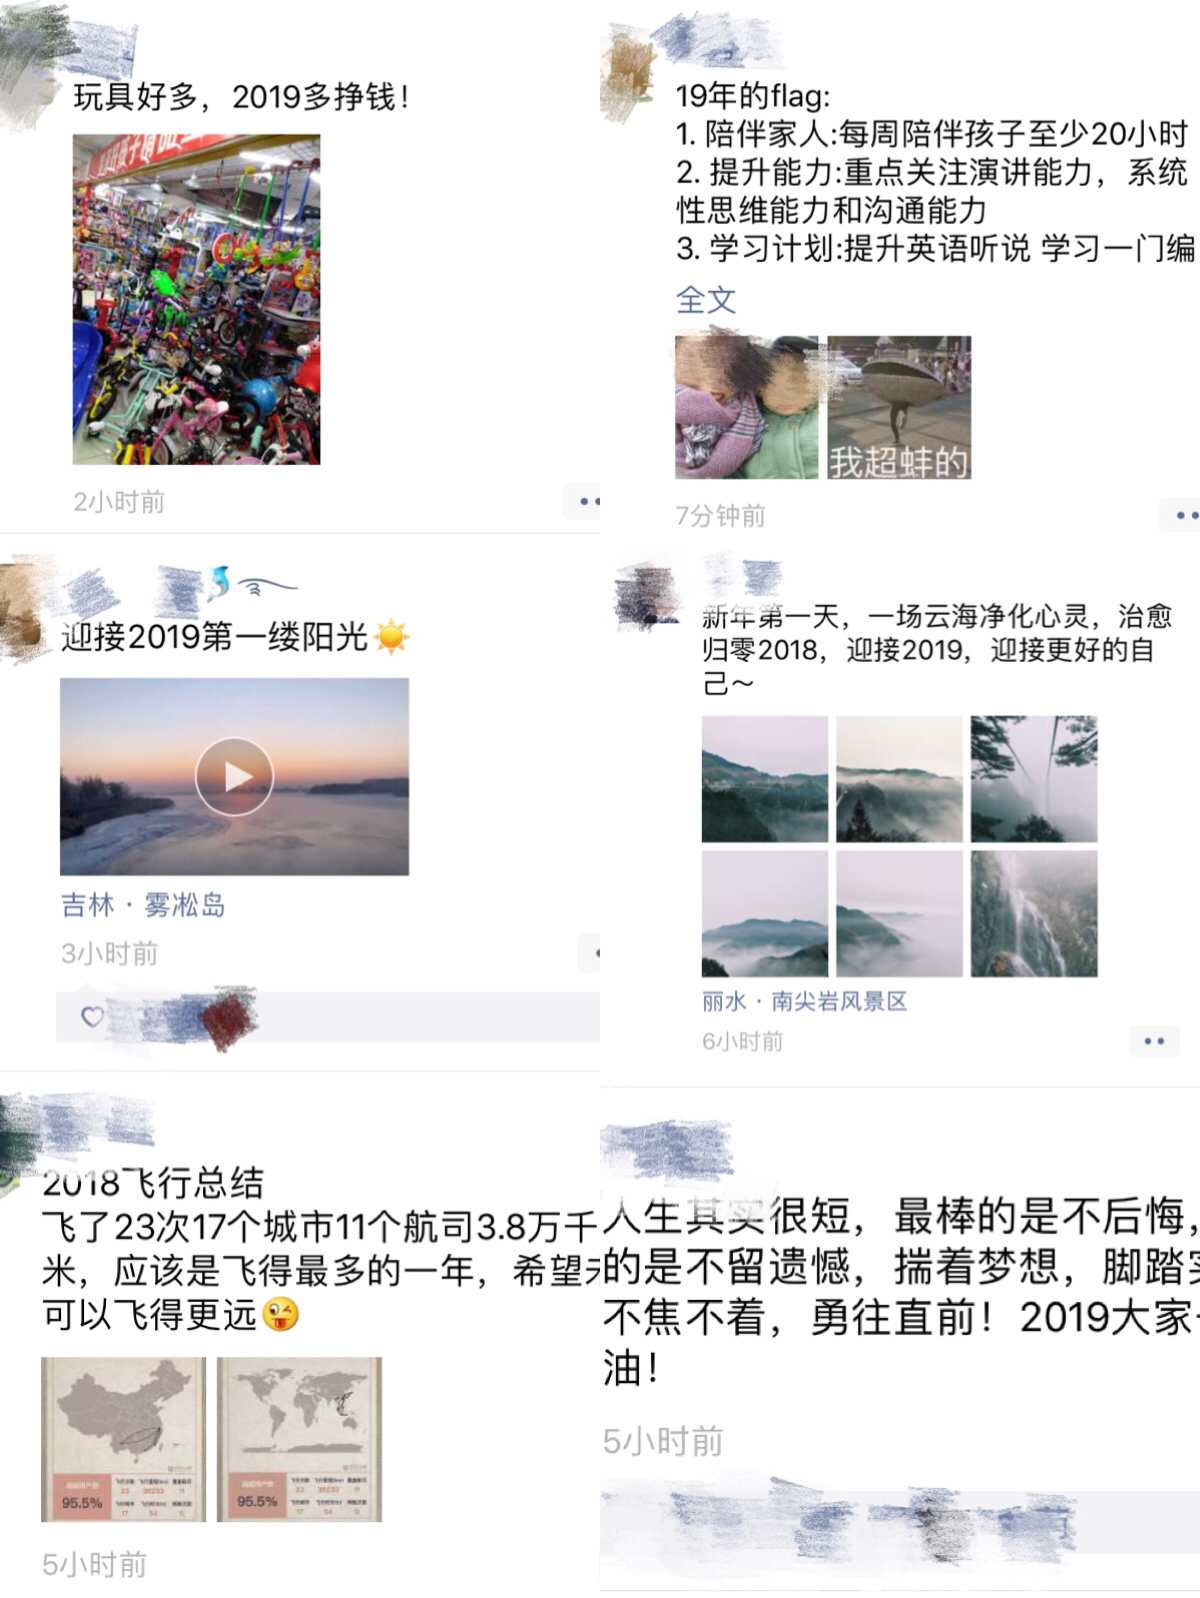 玩具好多，2019多挣钱！
2小时前
19年的flag:
1. 陪伴家人:每周陪伴孩子至少20小时
2. 提升能力:重点关注演讲能力，系统
性思维能力和沟通能力
3. 学习计划:提升英语听说 学习一门编
全文
我超蚌的
7分钟前
迎接2019第一缕阳光
吉林 · 雾凇岛
3小时前
新年第一天，一场云海净化心灵，治愈
归零2018，迎接2019，迎接更好的自
己～
丽水 · 南尖岩风景区
6小时前
2018飞行总结
飞了23次17个城市11个航司3.8万千
米，应该是飞得最多的一年，希望
可以飞得更远
95.5%
23 38233 11
17 54 0
95.5%
23 38233 11
17 54 0
5小时前
人生其实很短，最棒的是不后悔，
的是不留遗憾，揣着梦想，脚踏
不焦不着，勇往直前！2019大家
油！
5小时前